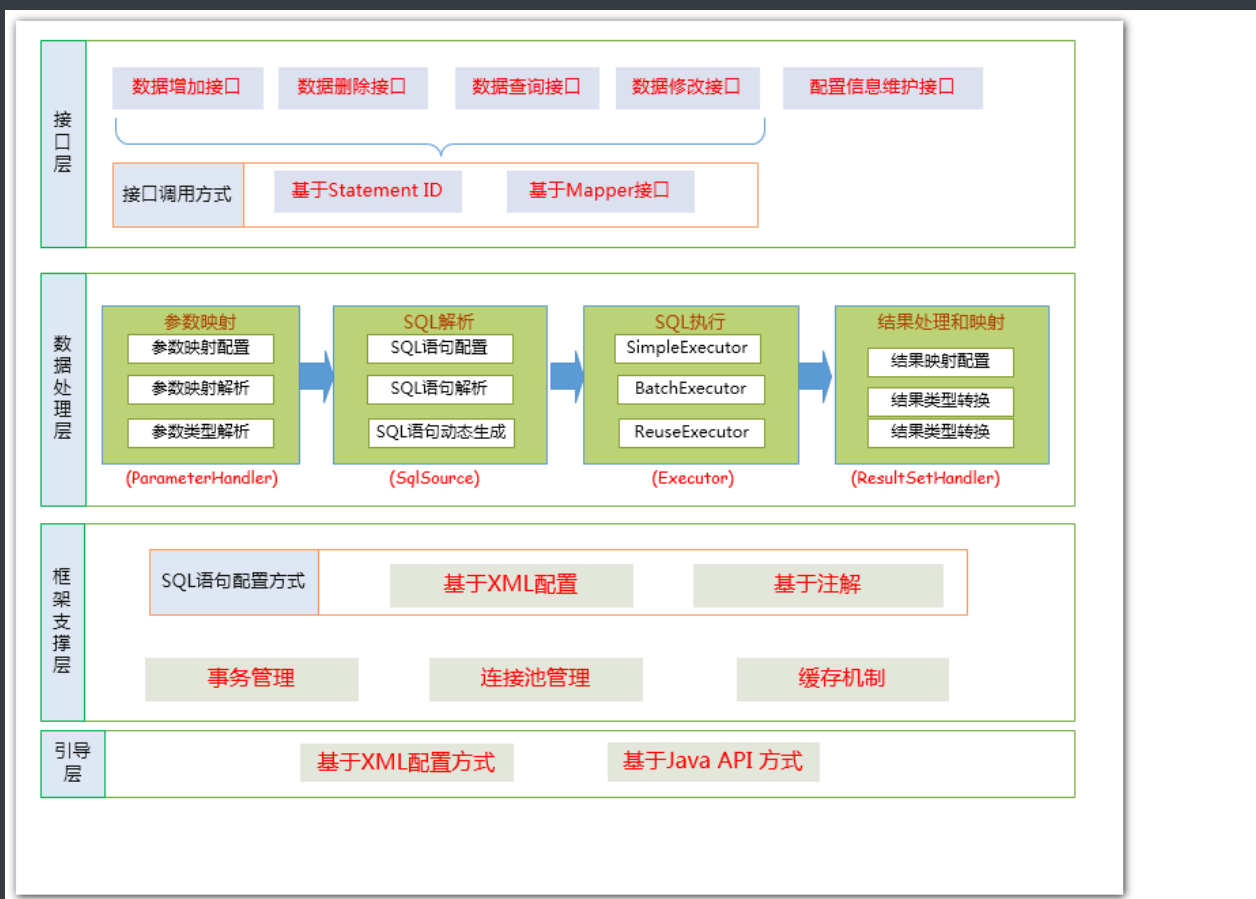 接口层
数据增加接口 数据删除接口 数据查询接口 数据修改接口 配置信息维护接口
接口调用方式 基于Statement ID 基于Mapper接口
数据处理层
参数映射 SQL解析 SQL执行 结果处理和映射
参数映射配置 SQL语句配置 SimpleExecutor 结果映射配置
参数映射解析 SQL语句解析 BatchExecutor 结果类型转换
参数类型解析 SQL语句动态生成 ReuseExecutor 结果类型转换
(ParameterHandler) (SqlSource) (Executor) (ResultSetHandler)
框架支撑层
SQL语句配置方式 基于XML配置 基于注解
事务管理 连接池管理 缓存机制
引导层
基于XML配置方式 基于Java API 方式